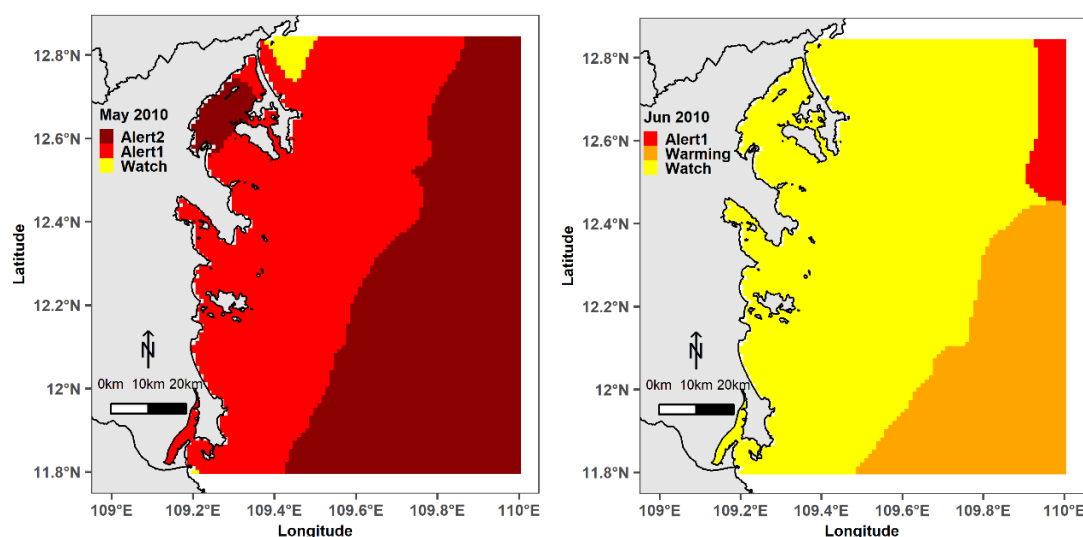 12.8°N
12.6°N
12.4°N
12.2°N
12°N
11.8°N
Latitude
May 2010
Alert2
Alert1
Watch
N
0km 10km 20km
109°E 109.2°E 109.4°E 109.6°E 109.8°E 110°E
Longitude
12.8°N
12.6°N
12.4°N
12.2°N
12°N
11.8°N
Latitude
Jun 2010
Alert1
Warming
Watch
N
0km 10km 20km
109°E 109.2°E 109.4°E 109.6°E 109.8°E 110°E
Longitude